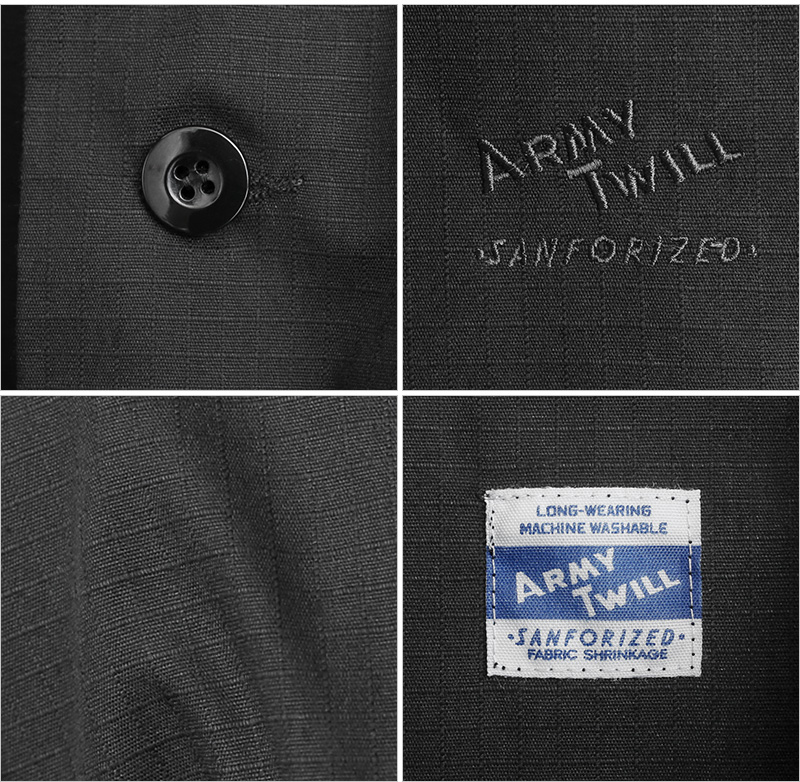 ARMY
TWILL
·SANFORIZED·
LONG-WEARING
MACHINE WASHABLE
ARMY
TWILL
·SANFORIZED·
FABRIC SHRINKAGE